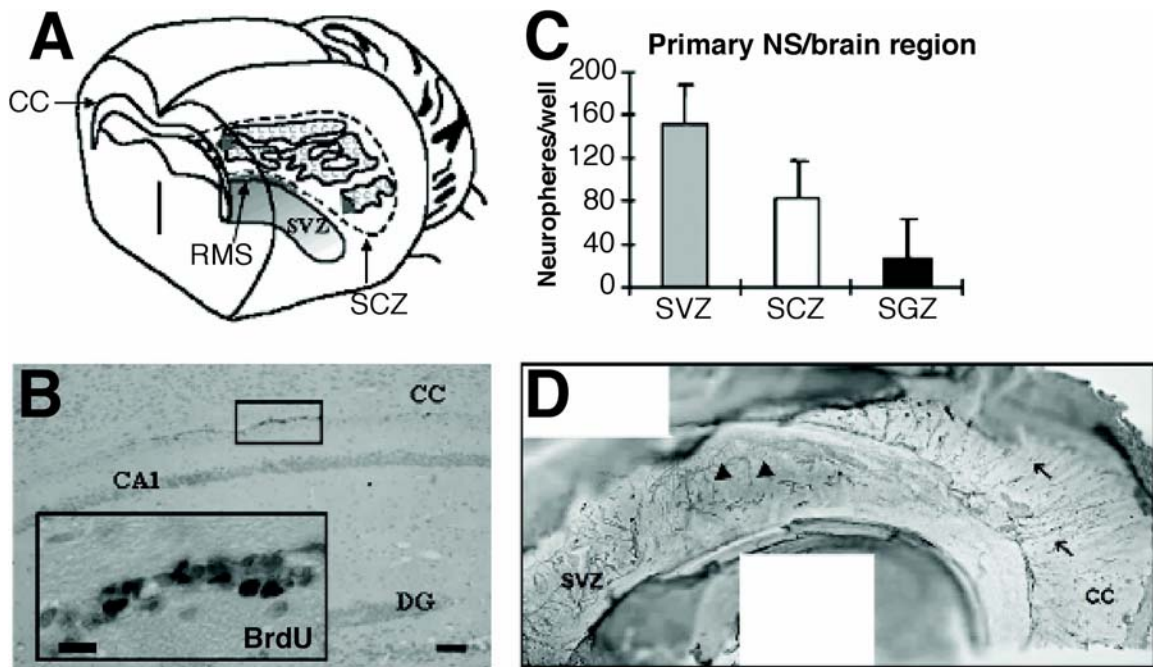 A
CC
RMS
SVZ
SCZ
C
Primary NS/brain region
Neuropheres/well
200
160
120
80
40
0
SVZ
SCZ
SGZ
B
CC
CA1
DG
BrdU
D
SVZ
CC